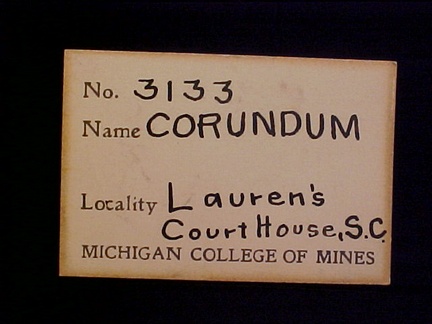 No. 3133
Name CORUNDUM
Locality Lauren's
Court House, S.C.
MICHIGAN COLLEGE OF MINES